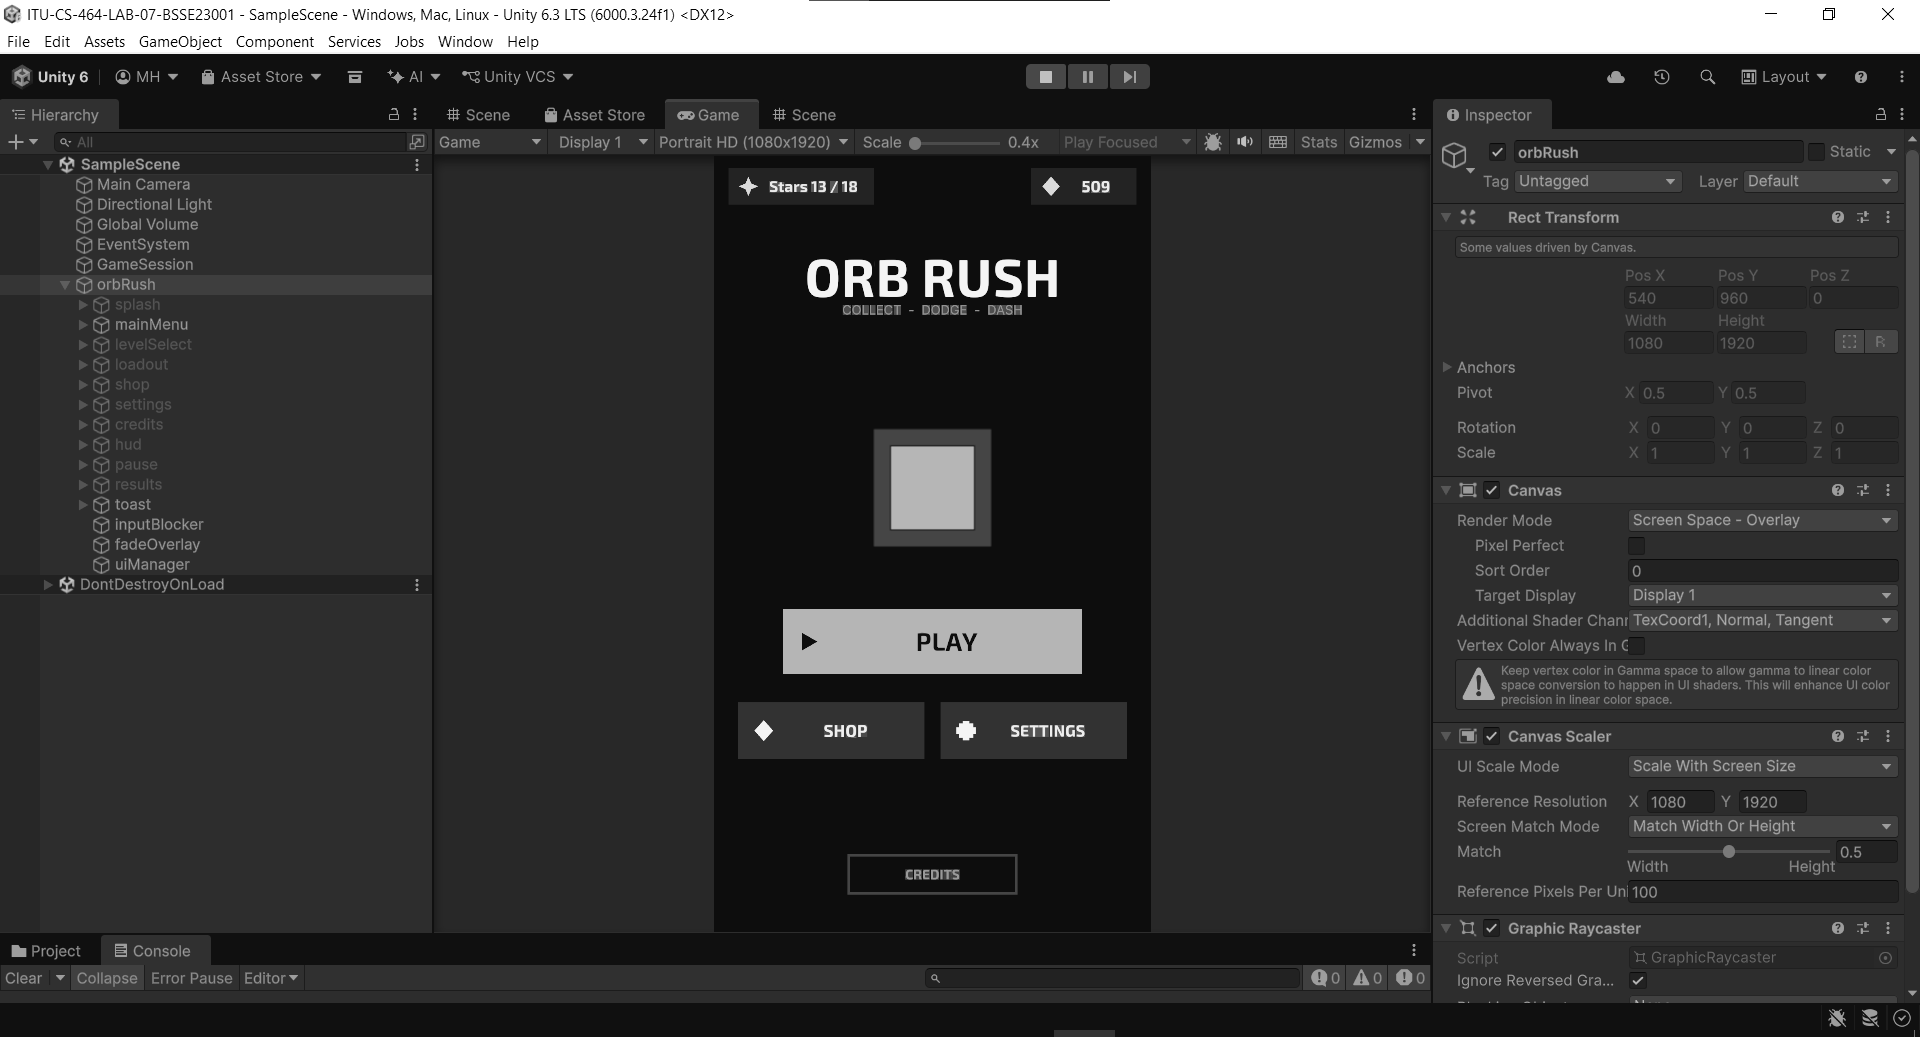 ITU-CS-464-LAB-07-BSSE23001 - SampleScene - Windows, Mac, Linux - Unity 6.3 LTS (6000.3.24f1) <DX12>
File Edit Assets GameObject Component Services Jobs Window Help
Unity 6 MH Asset Store AI Unity VCS Layout
Hierarchy
All
SampleScene
Main Camera
Directional Light
Global Volume
EventSystem
GameSession
orbRush
splash
mainMenu
levelSelect
loadout
shop
settings
credits
hud
pause
results
toast
inputBlocker
fadeOverlay
uiManager
DontDestroyOnLoad
Scene Asset Store Game Scene
Game Display 1 Portrait HD (1080x1920) Scale 0.4x Play Focused Stats Gizmos
Stars 13 / 18 509
ORB RUSH
COLLECT - DODGE - DASH
PLAY
SHOP SETTINGS
CREDITS
Project Console
Clear Collapse Error Pause Editor 0 0 0
Inspector
orbRush Static
Tag Untagged Layer Default
Rect Transform
Some values driven by Canvas.
Pos X Pos Y Pos Z
540 960 0
Width Height
1080 1920 R
Anchors
Pivot X 0.5 Y 0.5
Rotation X 0 Y 0 Z 0
Scale X 1 Y 1 Z 1
Canvas
Render Mode Screen Space - Overlay
Pixel Perfect
Sort Order 0
Target Display Display 1
Additional Shader Chanr TexCoord1, Normal, Tangent
Vertex Color Always In G
Keep vertex color in Gamma space to allow gamma to linear color
space conversion to happen in UI shaders. This will enhance UI color
precision in linear color space.
Canvas Scaler
UI Scale Mode Scale With Screen Size
Reference Resolution X 1080 Y 1920
Screen Match Mode Match Width Or Height
Match 0.5
Width Height
Reference Pixels Per Uni 100
Graphic Raycaster
Script GraphicRaycaster
Ignore Reversed Gra...